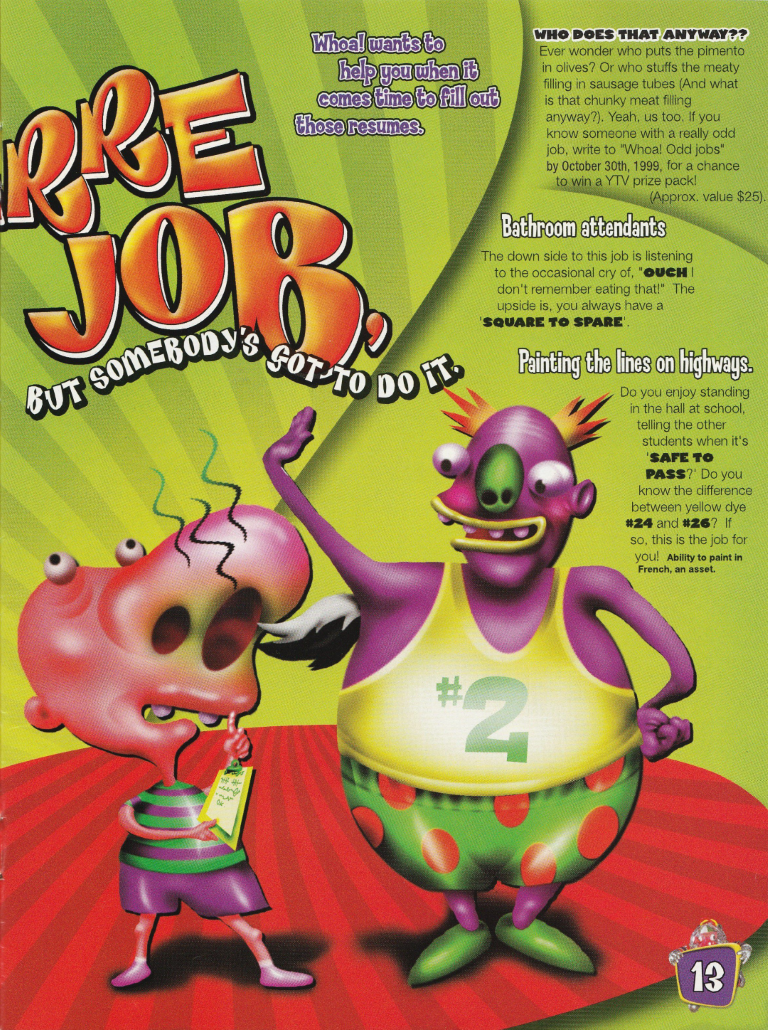 RRE
JOB,
BUT SOMEBODY'S GOT TO DO IT.
Whoa! wants to
help you when it
comes time to fill out
those resumes.
WHO DOES THAT ANYWAY??
Ever wonder who puts the pimento
in olives? Or who stuffs the meaty
filling in sausage tubes (And what
is that chunky meat filling
anyway?). Yeah, us too. If you
know someone with a really odd
job, write to "Whoa! Odd jobs"
by October 30th, 1999, for a chance
to win a YTV prize pack!
(Approx. value $25).
Bathroom attendants
The down side to this job is listening
to the occasional cry of, "OUCH I
don't remember eating that!" The
upside is, you always have a
'SQUARE TO SPARE'.
Painting the lines on highways.
Do you enjoy standing
in the hall at school,
telling the other
students when it's
'SAFE TO
PASS?' Do you
know the difference
between yellow dye
#24 and #26? If
so, this is the job for
you! Ability to paint in
French, an asset.
#2
13